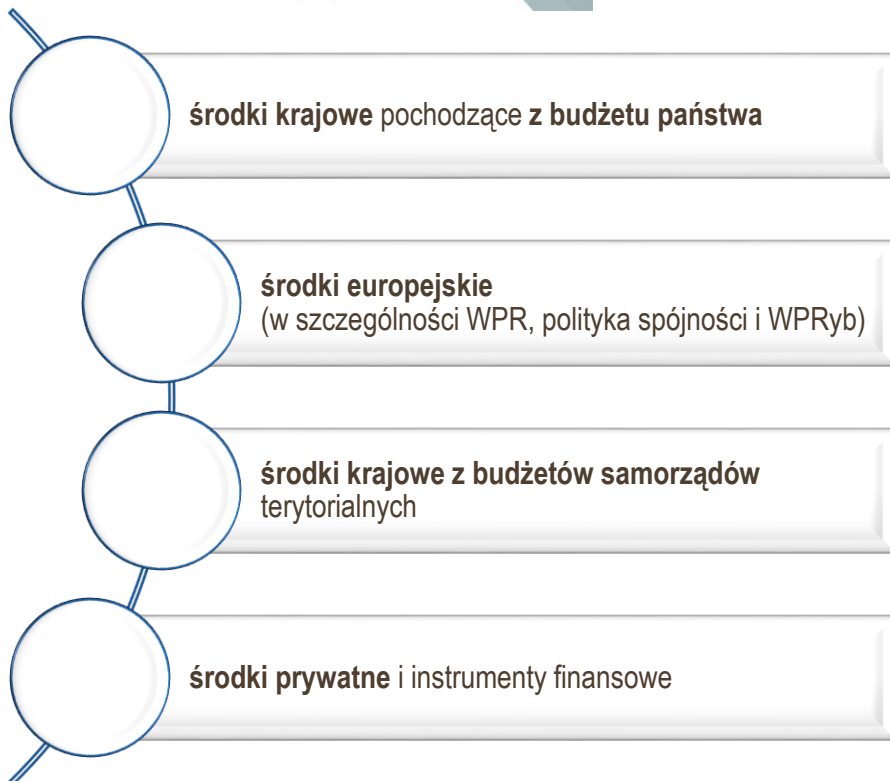 środki krajowe pochodzące z budżetu państwa
środki europejskie
(w szczególności WPR, polityka spójności i WPRyb)
środki krajowe z budżetów samorządów
terytorialnych
środki prywatne i instrumenty finansowe